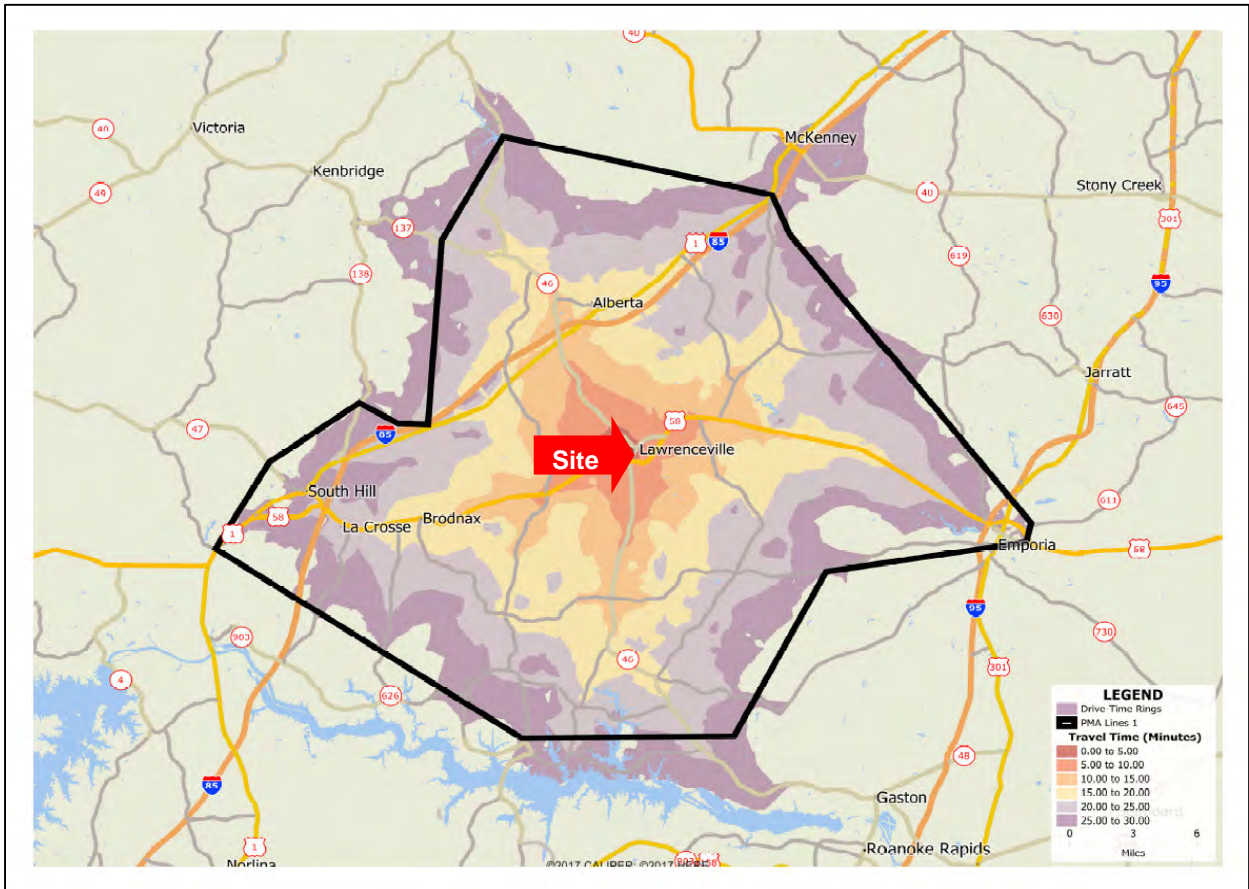 40
40
Victoria
McKenney
Kenbridge
Stony Creek
49
40
301
137
1
85
619
138
95
46
Alberta
630
Jarratt
645
47
85
58
Site
Lawrenceville
South Hill
611
58
La Crosse
Brodnax
1
Emporia
58
95
730
903
46
301
4
626
LEGEND
Drive-Time Rings
PMA Lines 1
Travel Time (Minutes)
0.00 to 5.00
5.00 to 10.00
10.00 to 15.00
15.00 to 20.00
20.00 to 25.00
25.00 to 30.00
0 3 6
Miles
48
85
Gaston
1
Roanoke Rapids
Norlina
©2017 CALIPER; ©2017 HERE
58